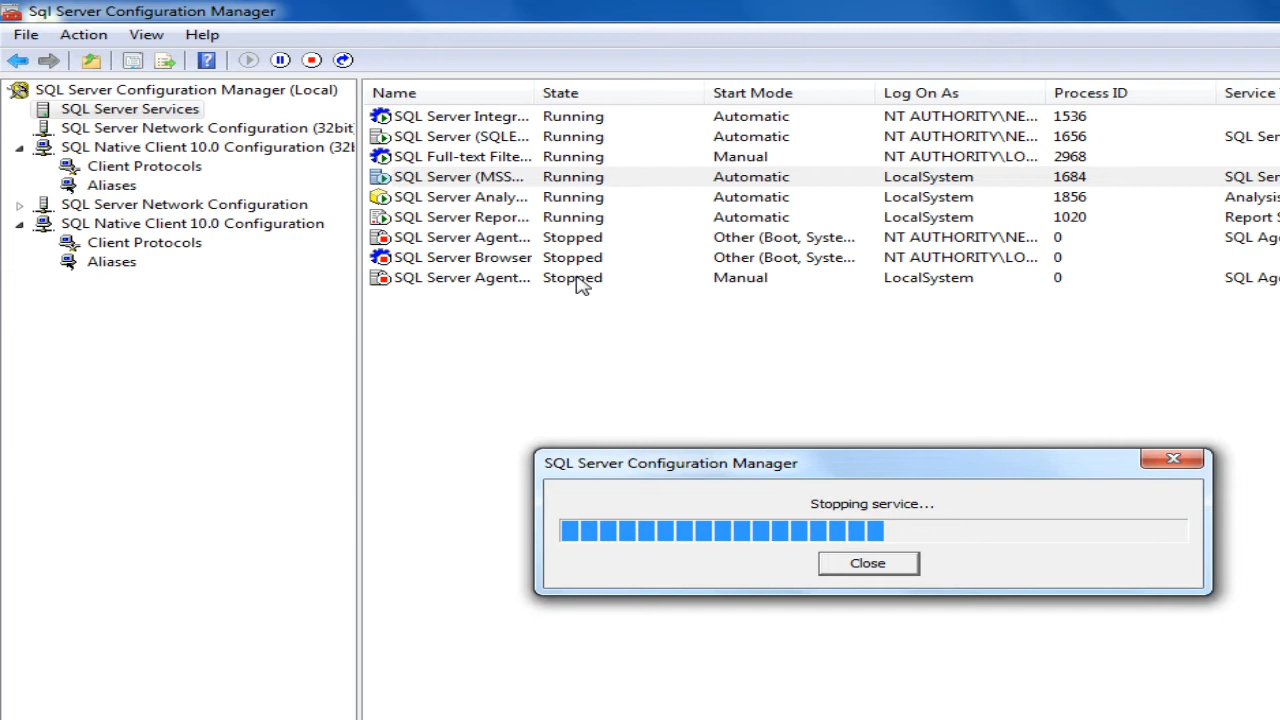 Sql Server Configuration Manager
File Action View Help
SQL Server Configuration Manager (Local)
SQL Server Services
SQL Server Network Configuration (32bit
SQL Native Client 10.0 Configuration (32b
Client Protocols
Aliases
SQL Server Network Configuration
SQL Native Client 10.0 Configuration
Client Protocols
Aliases
Name State Start Mode Log On As Process ID Service
SQL Server Integr... Running Automatic NT AUTHORITY\NE... 1536
SQL Server (SQLE... Running Automatic NT AUTHORITY\NE... 1656 SQL Ser
SQL Full-text Filte... Running Manual NT AUTHORITY\LO... 2968
SQL Server (MSS... Running Automatic LocalSystem 1684 SQL Ser
SQL Server Analy... Running Automatic LocalSystem 1856 Analysis
SQL Server Repor... Running Automatic LocalSystem 1020 Report S
SQL Server Agent... Stopped Other (Boot, Syste... NT AUTHORITY\NE... 0 SQL Age
SQL Server Browser Stopped Other (Boot, Syste... NT AUTHORITY\LO... 0
SQL Server Agent... Stopped Manual LocalSystem 0 SQL Age
SQL Server Configuration Manager
Stopping service...
Close